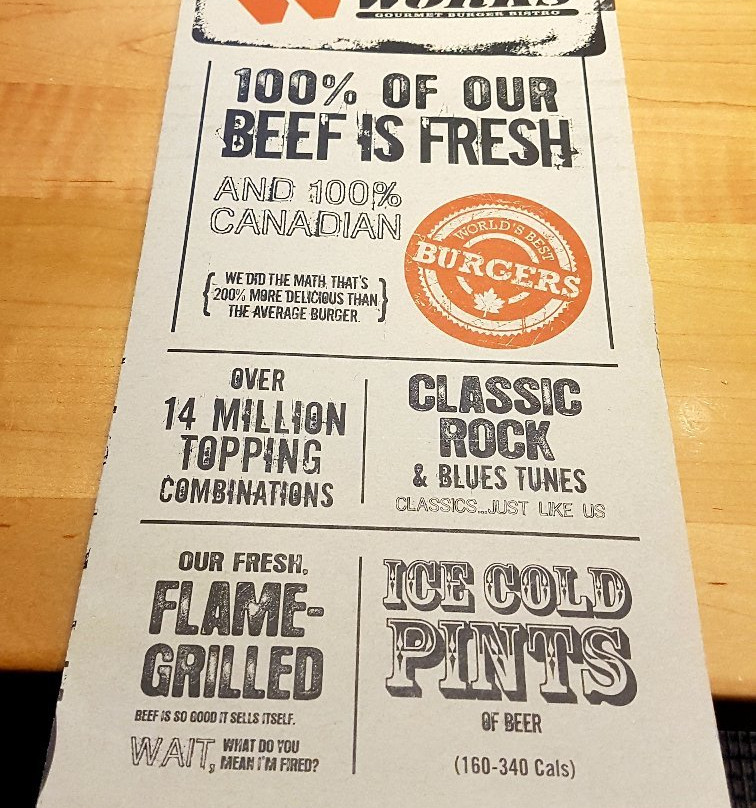 WORKS
GOURMET BURGER BISTRO
100% OF OUR
BEEF IS FRESH
AND 100%
CANADIAN
WORLD'S BEST
BURGERS
{WE DID THE MATH, THAT'S
200% MORE DELICIOUS THAN
THE AVERAGE BURGER.}
OVER
14 MILLION
TOPPING
COMBINATIONS
CLASSIC
ROCK
& BLUES TUNES
CLASSICS...JUST LIKE US
OUR FRESH,
FLAME-
GRILLED
BEEF IS SO GOOD IT SELLS ITSELF.
WAIT, WHAT DO YOU
MEAN I'M FIRED?
ICE COLD
PINTS
OF BEER
(160-340 Cals)